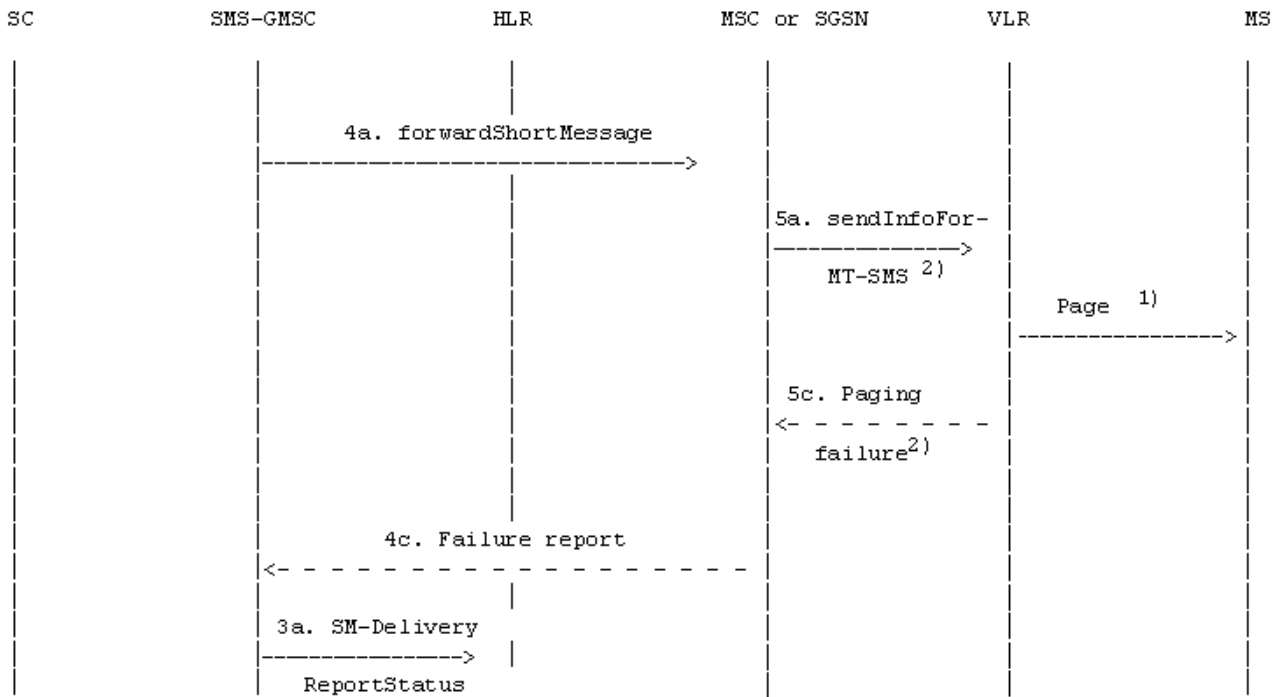 SC SMS-GMSC HLR MSC or SGSN VLR MS
4a. forwardShortMessage
5a. sendInfoFor-
MT-SMS 2)
Page 1)
5c. Paging
failure2)
4c. Failure report
3a. SM-Delivery
ReportStatus